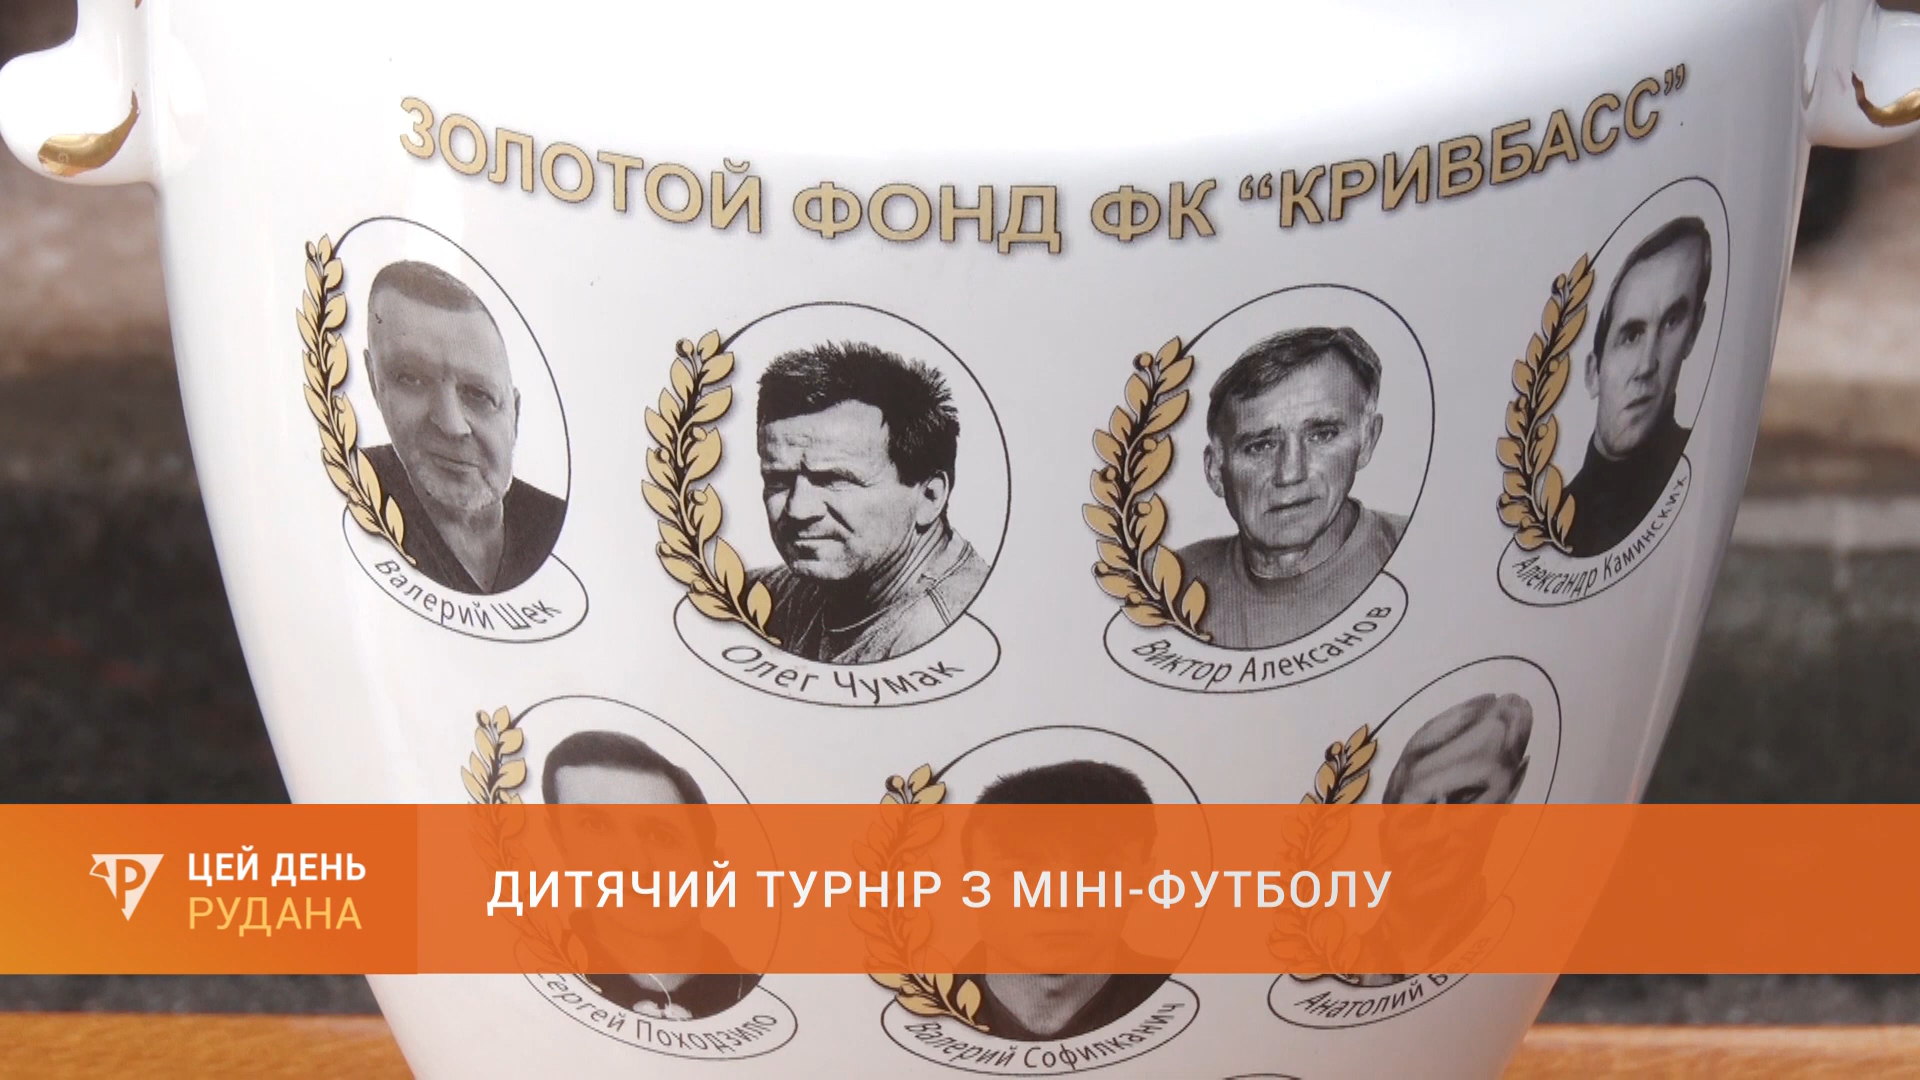 ЗОЛОТОЙ ФОНД ФК “КРИВБАСС”
Валерий Шек
Олег Чумак
Виктор Алексанов
Александр Каминских
ЦЕЙ ДЕНЬ
РУДАНА
ДИТЯЧИЙ ТУРНІР З МІНІ-ФУТБОЛУ
Сергей Походзило
Валерий Софилканич
Анатолий